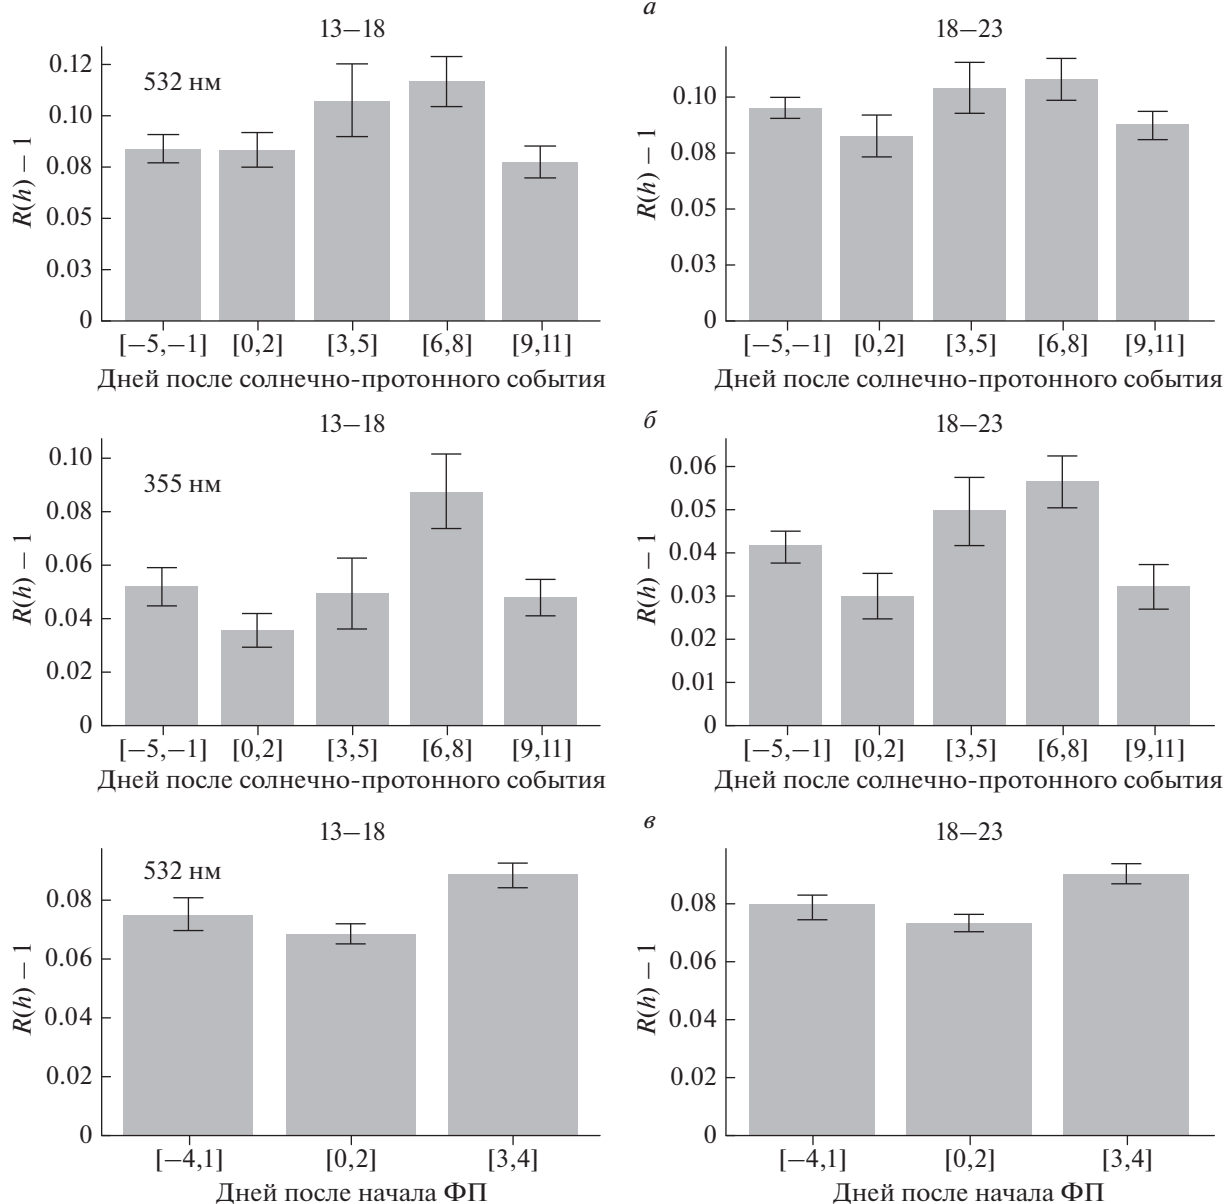 а
13–18
0.12
0.10
0.08
0.05
0.03
0
R(h) – 1
532 нм
[–5,–1] [0,2] [3,5] [6,8] [9,11]
Дней после солнечно-протонного события
18–23
0.10
0.08
0.05
0.03
0
R(h) – 1
[–5,–1] [0,2] [3,5] [6,8] [9,11]
Дней после солнечно-протонного события
б
13–18
0.10
0.08
0.06
0.04
0.02
0
R(h) – 1
355 нм
[–5,–1] [0,2] [3,5] [6,8] [9,11]
Дней после солнечно-протонного события
18–23
0.06
0.05
0.04
0.03
0.02
0.01
0
R(h) – 1
[–5,–1] [0,2] [3,5] [6,8] [9,11]
Дней после солнечно-протонного события
в
13–18
0.08
0.06
0.04
0.02
0
R(h) – 1
532 нм
[–4,1] [0,2] [3,4]
Дней после начала ФП
18–23
0.08
0.06
0.04
0.02
0
R(h) – 1
[–4,1] [0,2] [3,4]
Дней после начала ФП